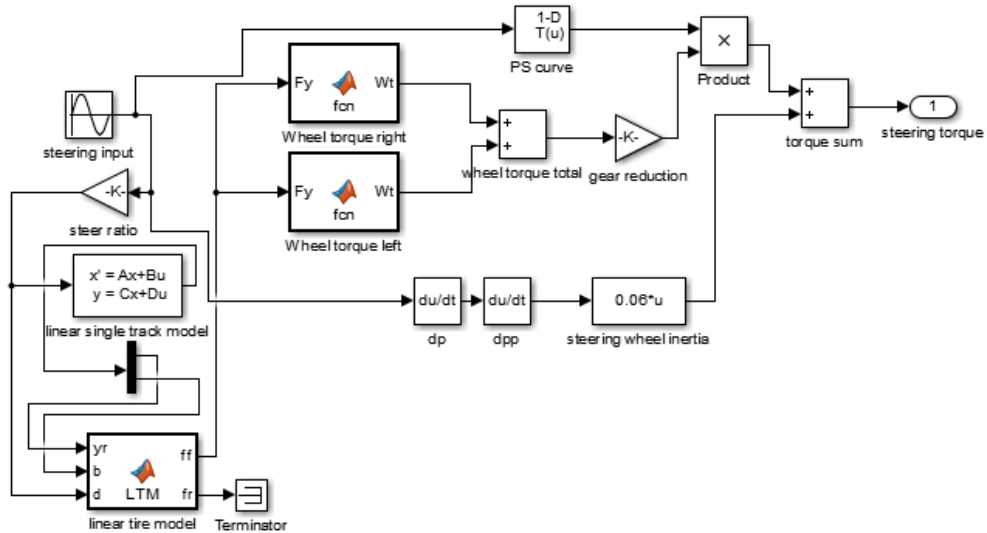 1-D
T(u)
PS curve
×
Product
Fy
Wt
fcn
Wheel torque right
steering input
+
+
wheel torque total
-K-
gear reduction
+
+
torque sum
1
steering torque
Fy
Wt
fcn
Wheel torque left
-K-
steer ratio
x' = Ax+Bu
y = Cx+Du
linear single track model
du/dt
dp
du/dt
dpp
0.06*u
steering wheel inertia
yr
b
d
ff
fr
LTM
linear tire model
Terminator